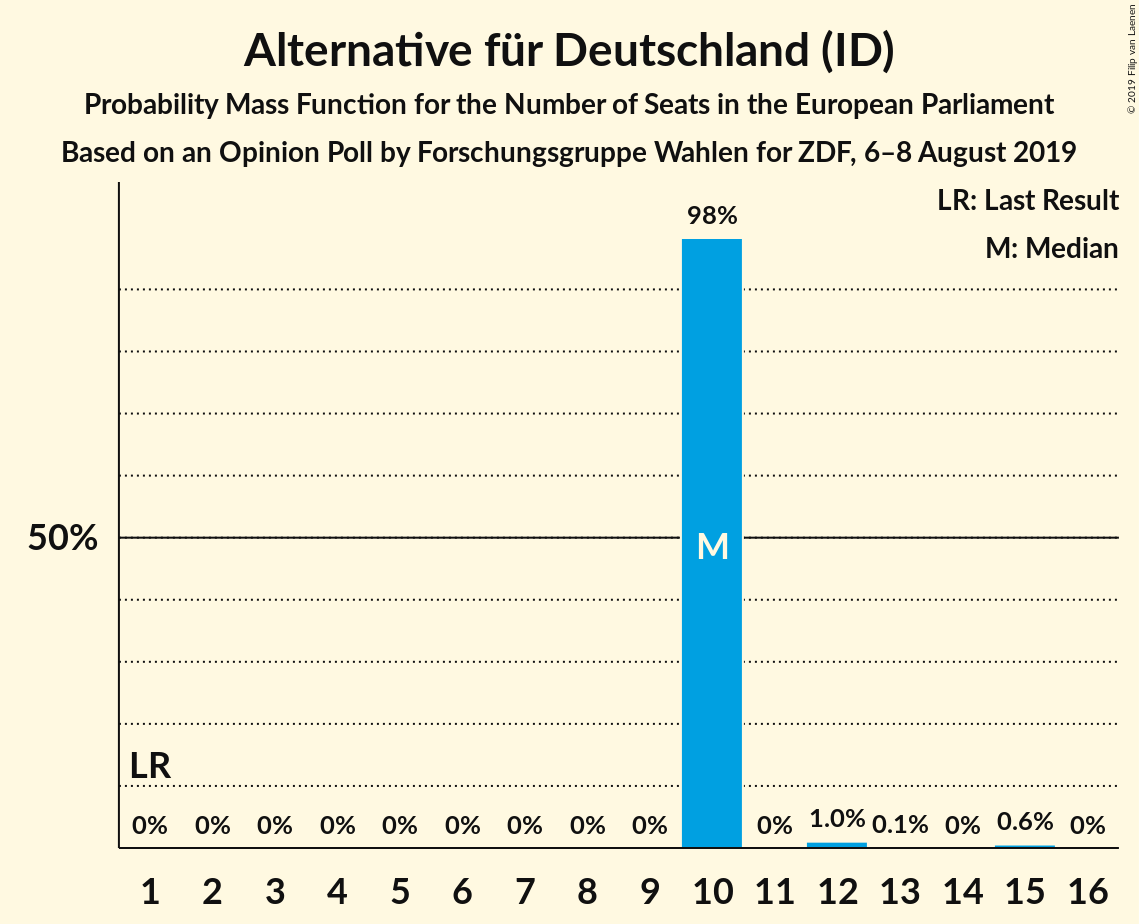 Alternative für Deutschland (ID)
Probability Mass Function for the Number of Seats in the European Parliament
Based on an Opinion Poll by Forschungsgruppe Wahlen for ZDF, 6–8 August 2019
© 2019 Filip van Laenen
LR: Last Result
M: Median
98%
50%
M
LR
0% 0% 0% 0% 0% 0% 0% 0% 0% 0% 1.0% 0.1% 0% 0.6% 0%
1 2 3 4 5 6 7 8 9 10 11 12 13 14 15 16